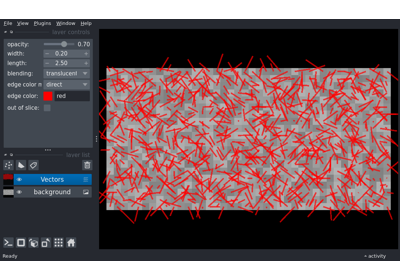 File View Plugins Window Help
layer controls
opacity: 0.70
width: 0.20
length: 2.50
blending: translucent
edge color m direct
edge color: red
out of slice:
layer list
Vectors
background
Ready
activity